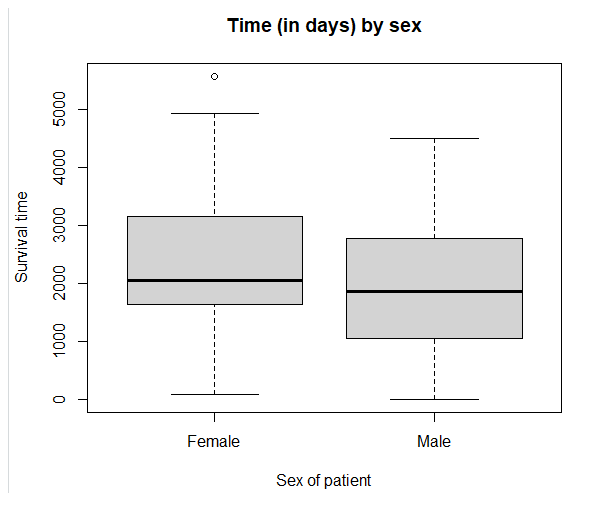 Time (in days) by sex
Survival time
5000
4000
3000
2000
1000
0
Female Male
Sex of patient